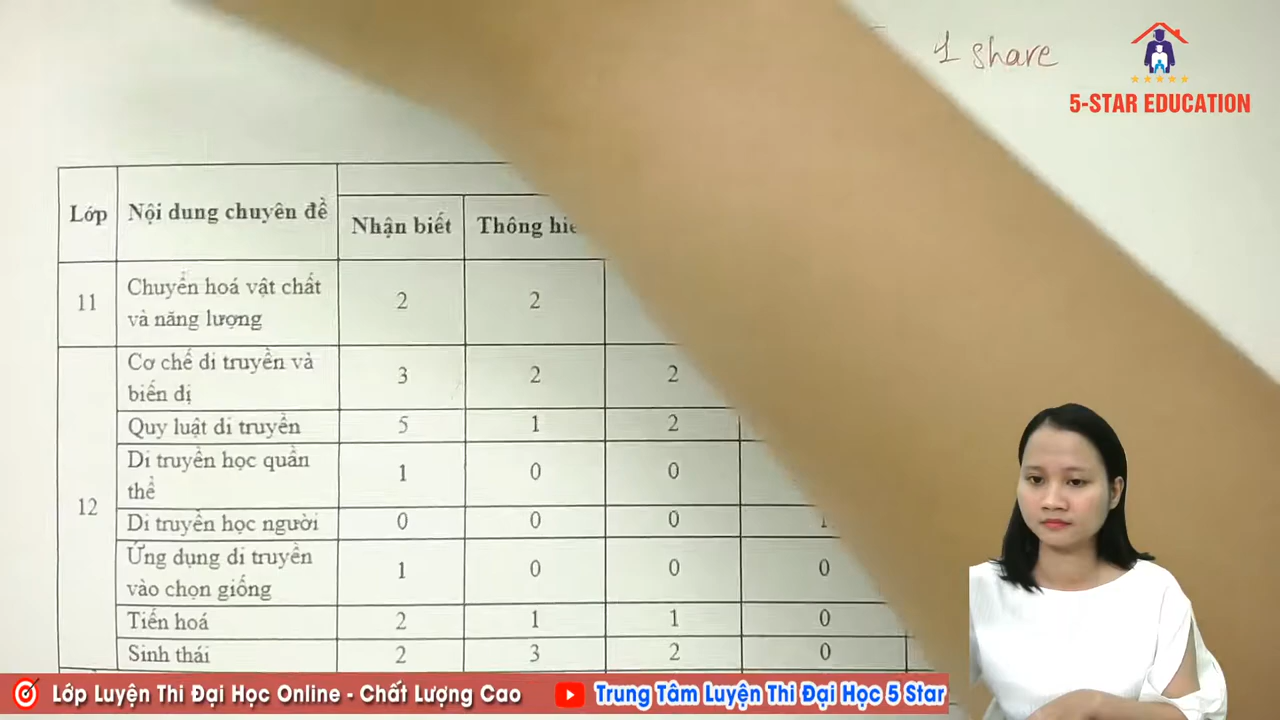 1 share
5-STAR EDUCATION
Lớp
Nội dung chuyên đề
Nhận biết
Thông
11
Chuyển hoá vật chất
và năng lượng
2
2
12
Cơ chế di truyền và
biến dị
3
2
2
Quy luật di truyền
5
1
2
Di truyền học quần
thể
1
0
0
Di truyền học người
0
0
0
1
Ứng dụng di truyền
vào chọn giống
1
0
0
0
Tiến hoá
2
1
1
0
Sinh thái
2
3
2
0
Lớp Luyện Thi Đại Học Online - Chất Lượng Cao
Trung Tâm Luyện Thi Đại Học 5 Star